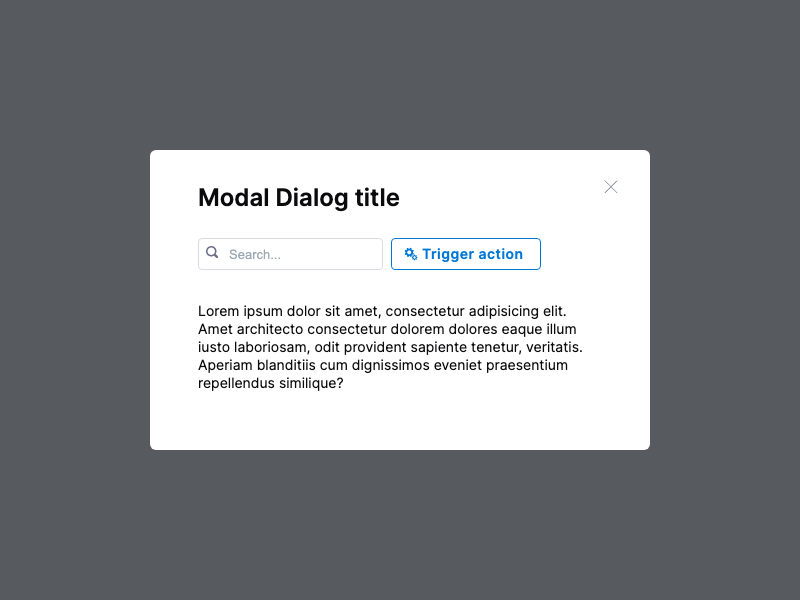 Modal Dialog title
Search...
Trigger action
Lorem ipsum dolor sit amet, consectetur adipisicing elit.
Amet architecto consectetur dolorem dolores eaque illum
iusto laboriosam, odit provident sapiente tenetur, veritatis.
Aperiam blanditiis cum dignissimos eveniet praesentium
repellendus similique?